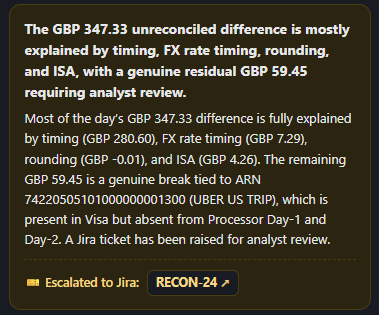 The GBP 347.33 unreconciled difference is mostly
explained by timing, FX rate timing, rounding,
and ISA, with a genuine residual GBP 59.45
requiring analyst review.
Most of the day's GBP 347.33 difference is fully explained
by timing (GBP 280.60), FX rate timing (GBP 7.29),
rounding (GBP -0.01), and ISA (GBP 4.26). The remaining
GBP 59.45 is a genuine break tied to ARN
74220505101000000001300 (UBER US TRIP), which is
present in Visa but absent from Processor Day-1 and
Day-2. A Jira ticket has been raised for analyst review.
🎫 Escalated to Jira: RECON-24 ↗